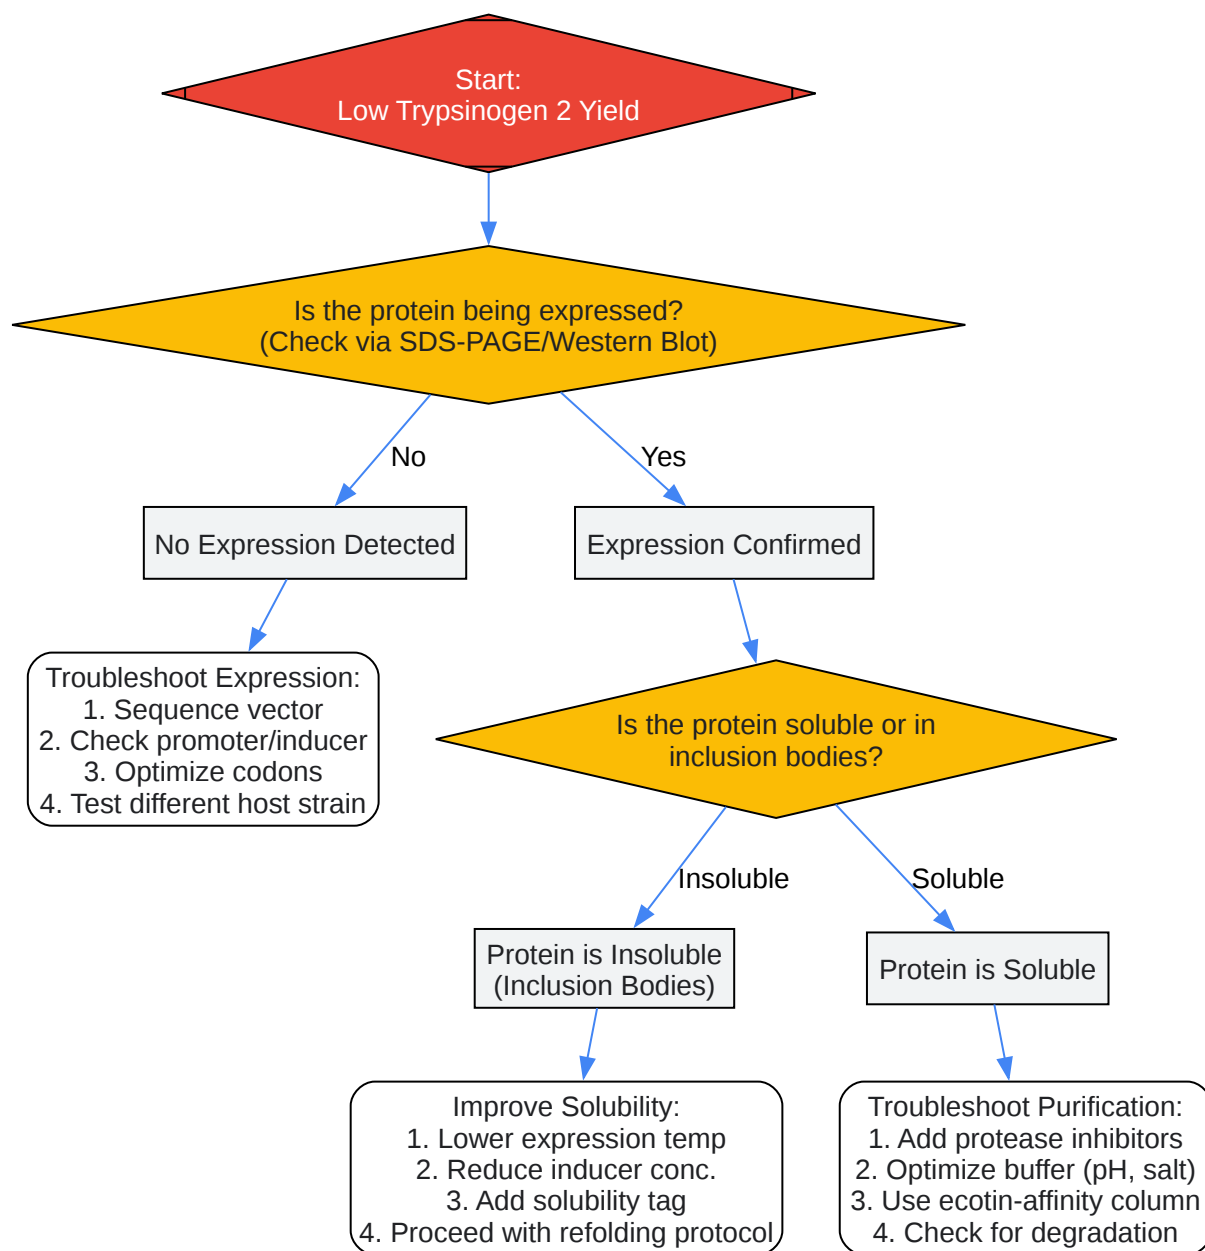 Start:
Low Trypsinogen 2 Yield
Is the protein being expressed?
(Check via SDS-PAGE/Western Blot)
No
Yes
No Expression Detected
Expression Confirmed
Troubleshoot Expression:
1. Sequence vector
2. Check promoter/inducer
3. Optimize codons
4. Test different host strain
Is the protein soluble or in
inclusion bodies?
Insoluble
Soluble
Protein is Insoluble
(Inclusion Bodies)
Protein is Soluble
Improve Solubility:
1. Lower expression temp
2. Reduce inducer conc.
3. Add solubility tag
4. Proceed with refolding protocol
Troubleshoot Purification:
1. Add protease inhibitors
2. Optimize buffer (pH, salt)
3. Use ecotin-affinity column
4. Check for degradation